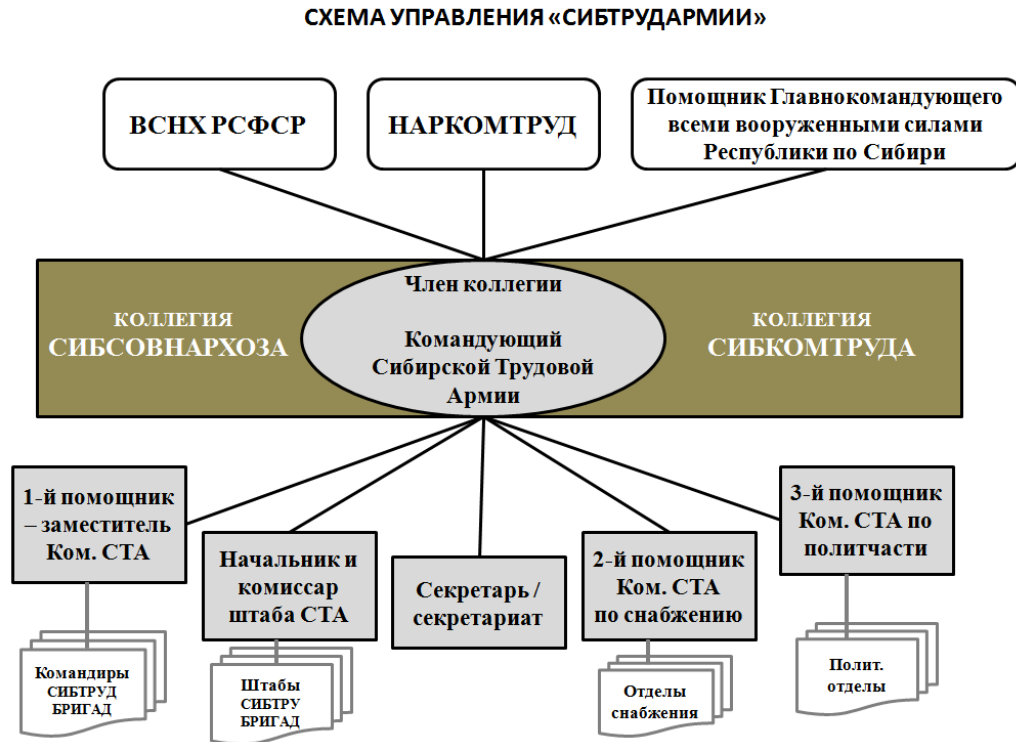 СХЕМА УПРАВЛЕНИЯ «СИБТРУДАРМИИ»
ВСНХ РСФСР
НАРКОМТРУД
Помощник Главнокомандующего
всеми вооруженными силами
Республики по Сибири
КОЛЛЕГИЯ
СИБСОВНАРХОЗА
Член коллегии
Командующий
Сибирской Трудовой
Армии
КОЛЛЕГИЯ
СИБКОМТРУДА
1-й помощник
– заместитель
Ком. СТА
Начальник и
комиссар
штаба СТА
Секретарь /
секретариат
2-й помощник
Ком. СТА
по снабжению
3-й помощник
Ком. СТА по
политчасти
Командиры
СИБТРУД
БРИГАД
Штабы
СИБТРУ
БРИГАД
Отделы
снабжения
Полит.
отделы